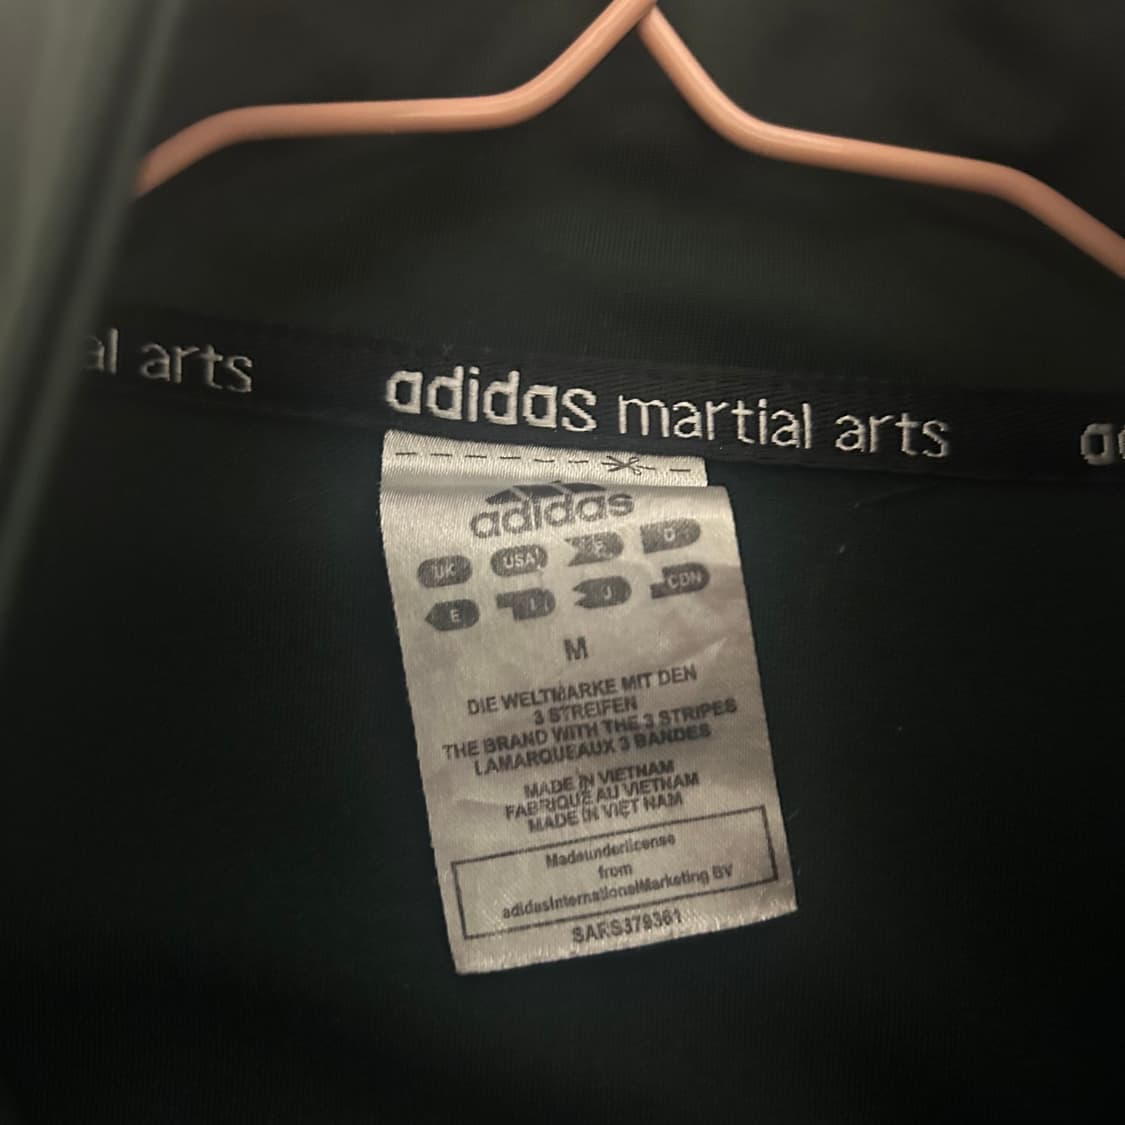 al arts
adidas martial arts
ad
adidas
UK USA F D
E I J CDN
M
DIE WELTMARKE MIT DEN
3 STREIFEN
THE BRAND WITH THE 3 STRIPES
LAMARQUEAUX 3 BANDES
MADE IN VIETNAM
FABRIQUÉ AU VIETNAM
MADE IN VIỆT NAM
Madeunderlicense
from
adidasInternationalMarketing BV
SARS379361